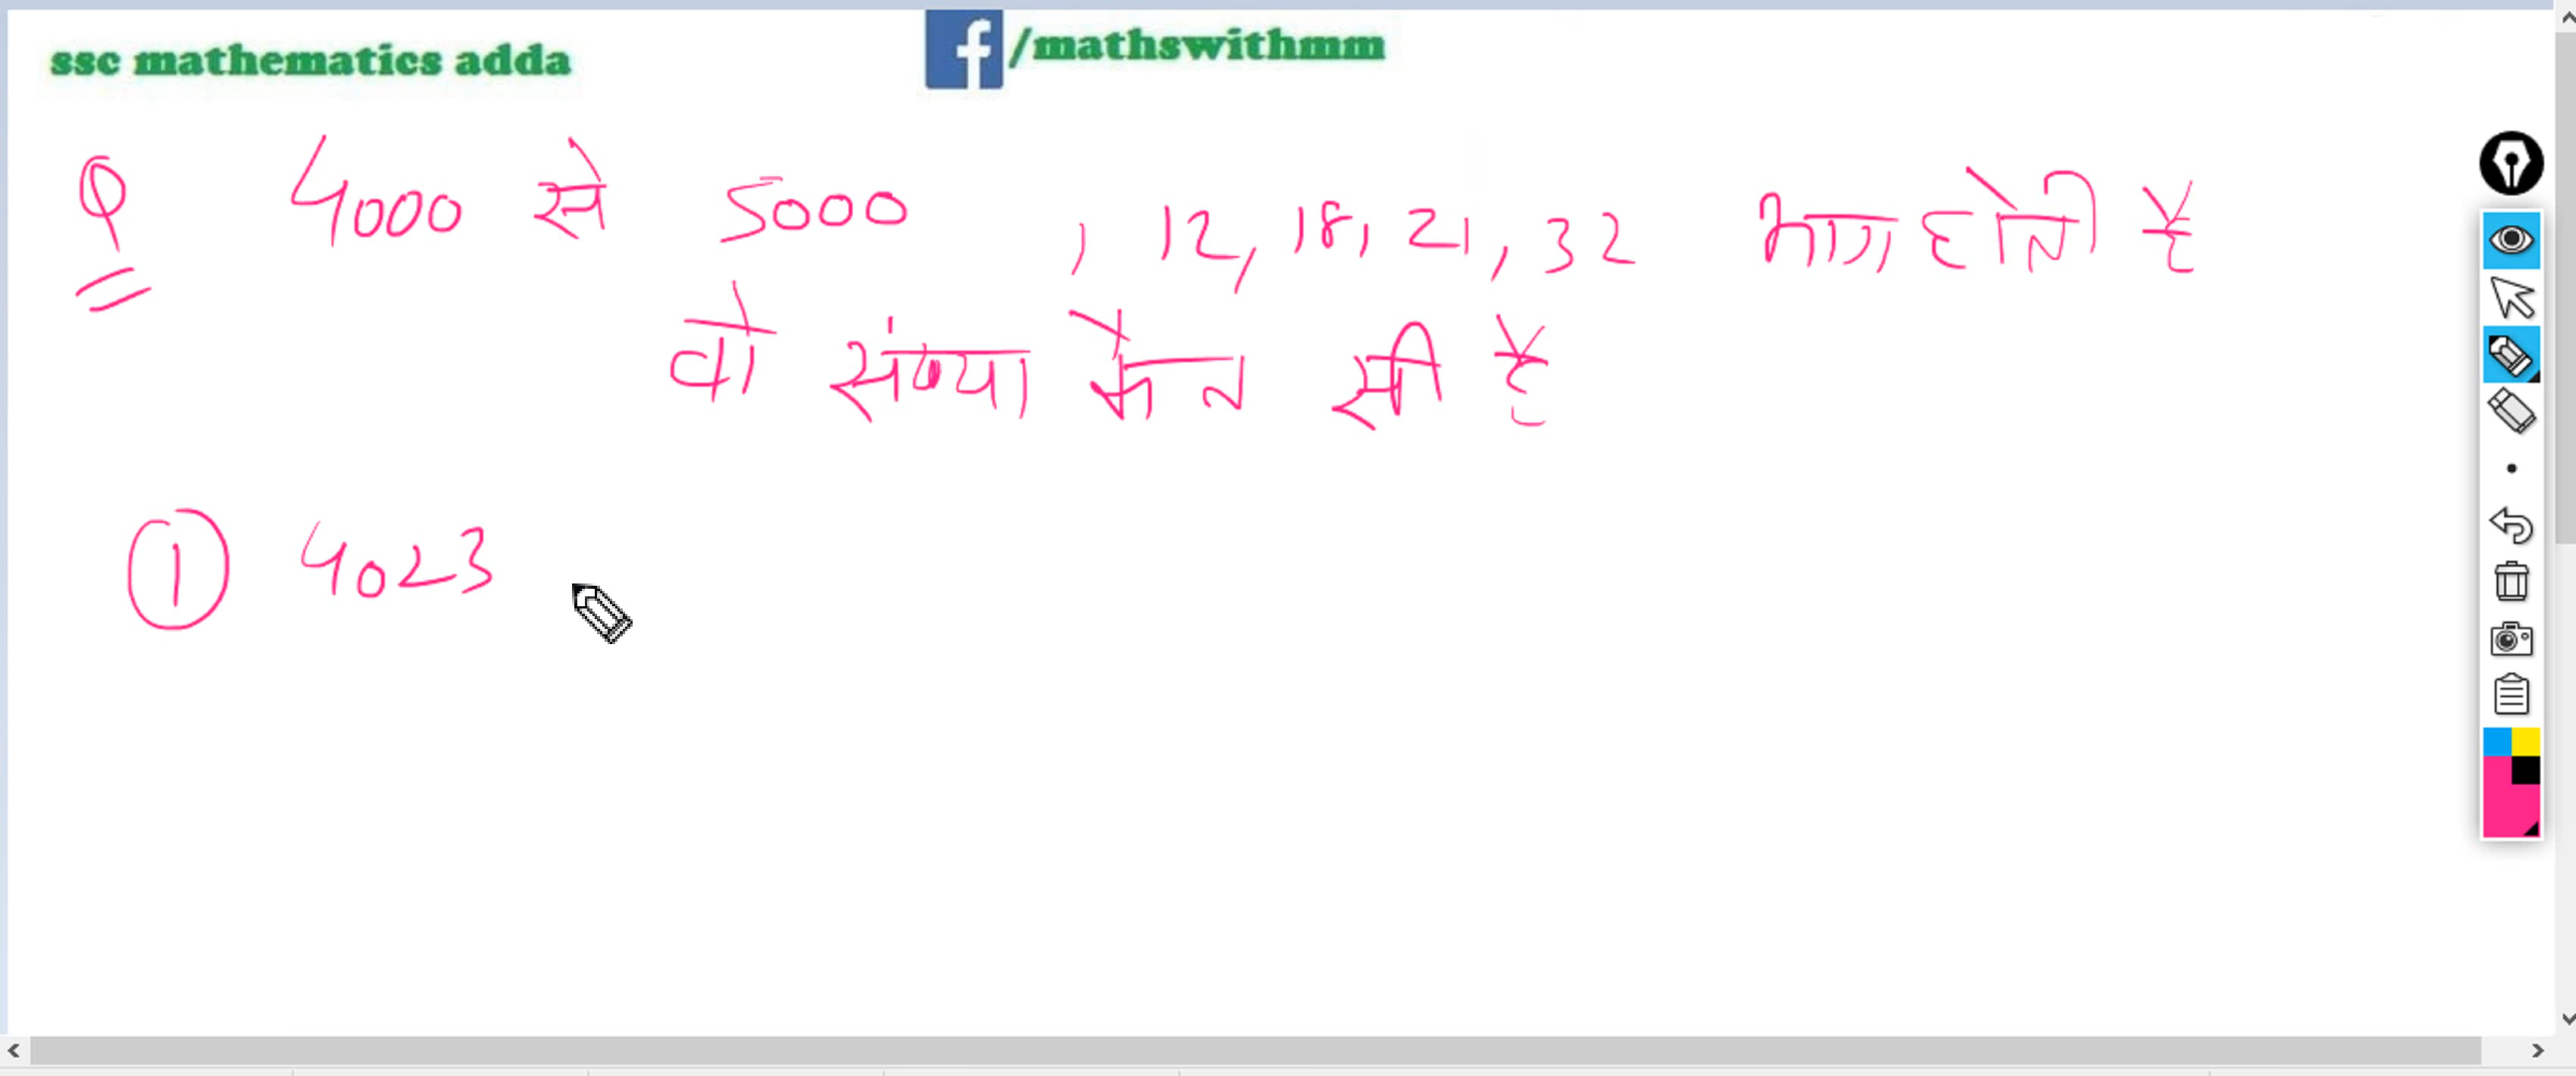 ssc mathematics adda
/mathswithmm
Q 4000 से 5000 , 12, 18, 21, 32 भाग होती है
वो संख्या कोन सी है
① 4023